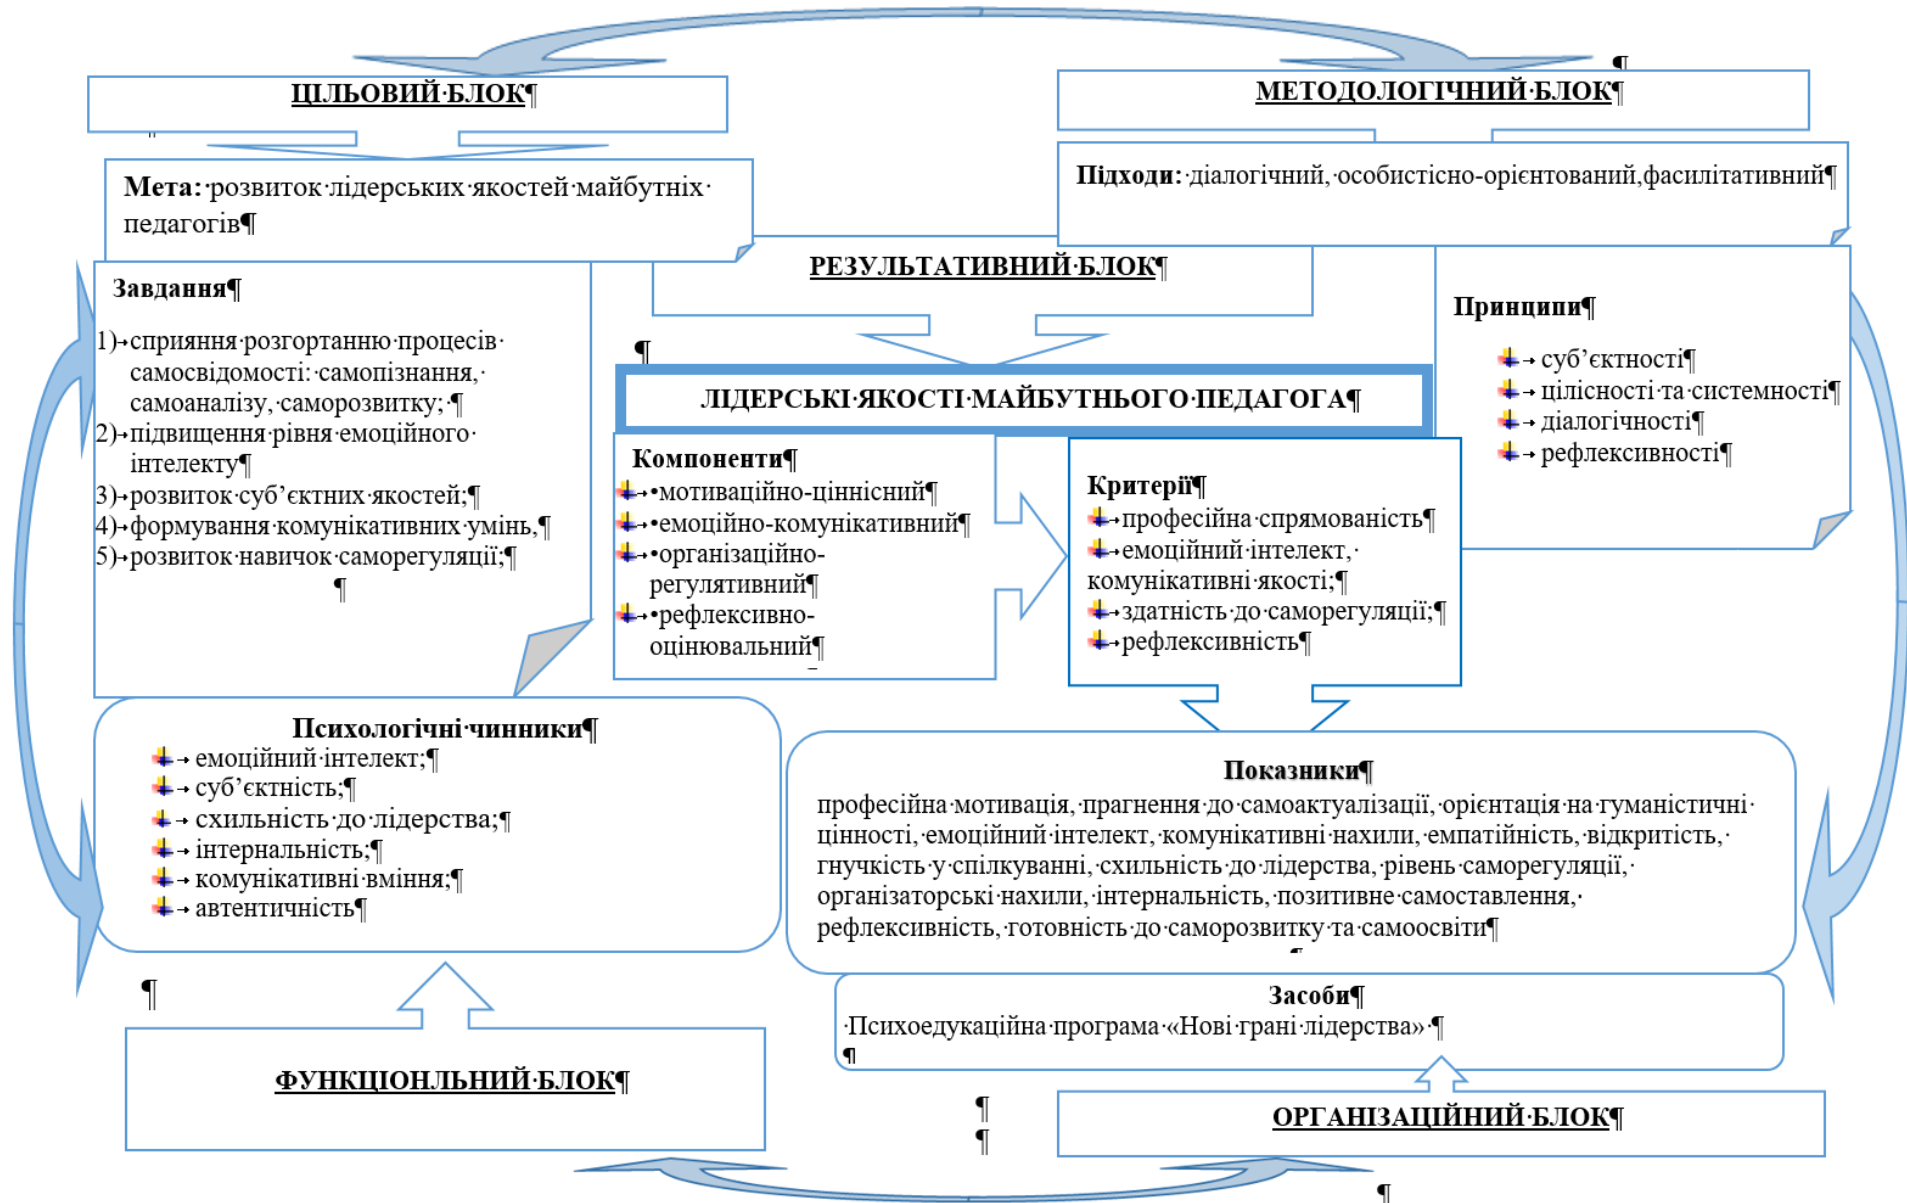 ЦІЛЬОВИЙ БЛОК¶
МЕТОДОЛОГІЧНИЙ БЛОК¶
Мета: розвиток лідерських якостей майбутніх
педагогів¶
Підходи: діалогічний, особистісно-орієнтований,фасилітативний¶
РЕЗУЛЬТАТИВНИЙ БЛОК¶
Завдання¶
1) сприяння розгортанню процесів
самосвідомості: самопізнання,
самоаналізу, саморозвитку; ¶
2) підвищення рівня емоційного
інтелекту¶
3) розвиток суб’єктних якостей;¶
4) формування комунікативних умінь,¶
5) розвиток навичок саморегуляції;¶
¶
Принципи¶
суб’єктності¶
цілісності та системності¶
діалогічності¶
рефлексивності¶
¶
ЛІДЕРСЬКІ ЯКОСТІ МАЙБУТНЬОГО ПЕДАГОГА¶
Компоненти¶
•мотиваційно-ціннісний¶
•емоційно-комунікативний¶
•організаційно-
регулятивний¶
•рефлексивно-
оцінювальний¶
Критерії¶
професійна спрямованість¶
емоційний інтелект,
комунікативні якості;¶
здатність до саморегуляції;¶
рефлексивність¶
Психологічні чинники¶
емоційний інтелект;¶
суб’єктність;¶
схильність до лідерства;¶
інтернальність;¶
комунікативні вміння;¶
автентичність¶
Показники¶
професійна мотивація, прагнення до самоактуалізації, орієнтація на гуманістичні
цінності, емоційний інтелект, комунікативні нахили, емпатійність, відкритість,
гнучкість у спілкуванні, схильність до лідерства, рівень саморегуляції,
організаторські нахили, інтернальність, позитивне самоставлення,
рефлексивність, готовність до саморозвитку та самоосвіти¶
¶
Засоби¶
Психоедукаційна програма «Нові грані лідерства» ¶
¶
ФУНКЦІОНЛЬНИЙ БЛОК¶
ОРГАНІЗАЦІЙНИЙ БЛОК¶
¶
¶
¶